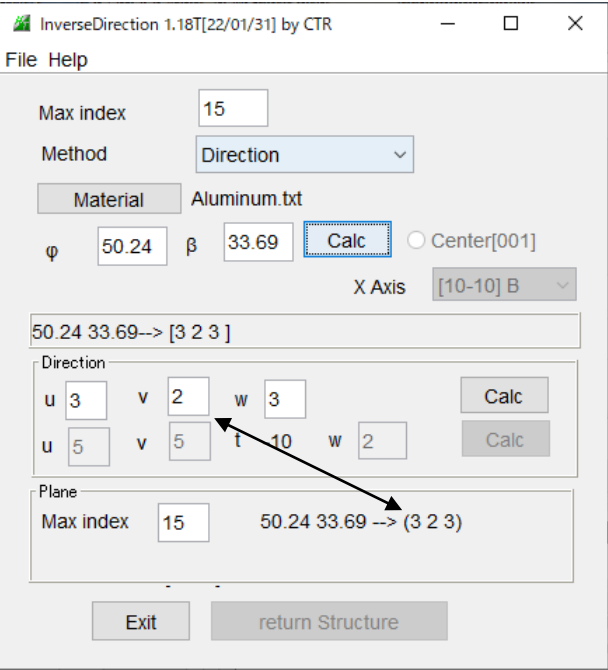 InverseDirection 1.18T[22/01/31] by CTR
File Help
Max index 15
Method Direction
Material Aluminum.txt
φ 50.24 β 33.69 Calc Center[001]
X Axis [10-10] B
50.24 33.69--> [3 2 3 ]
Direction
u 3 v 2 w 3 Calc
u 5 v 5 t -10 w 2 Calc
Plane
Max index 15 50.24 33.69 --> (3 2 3)
Exit return Structure